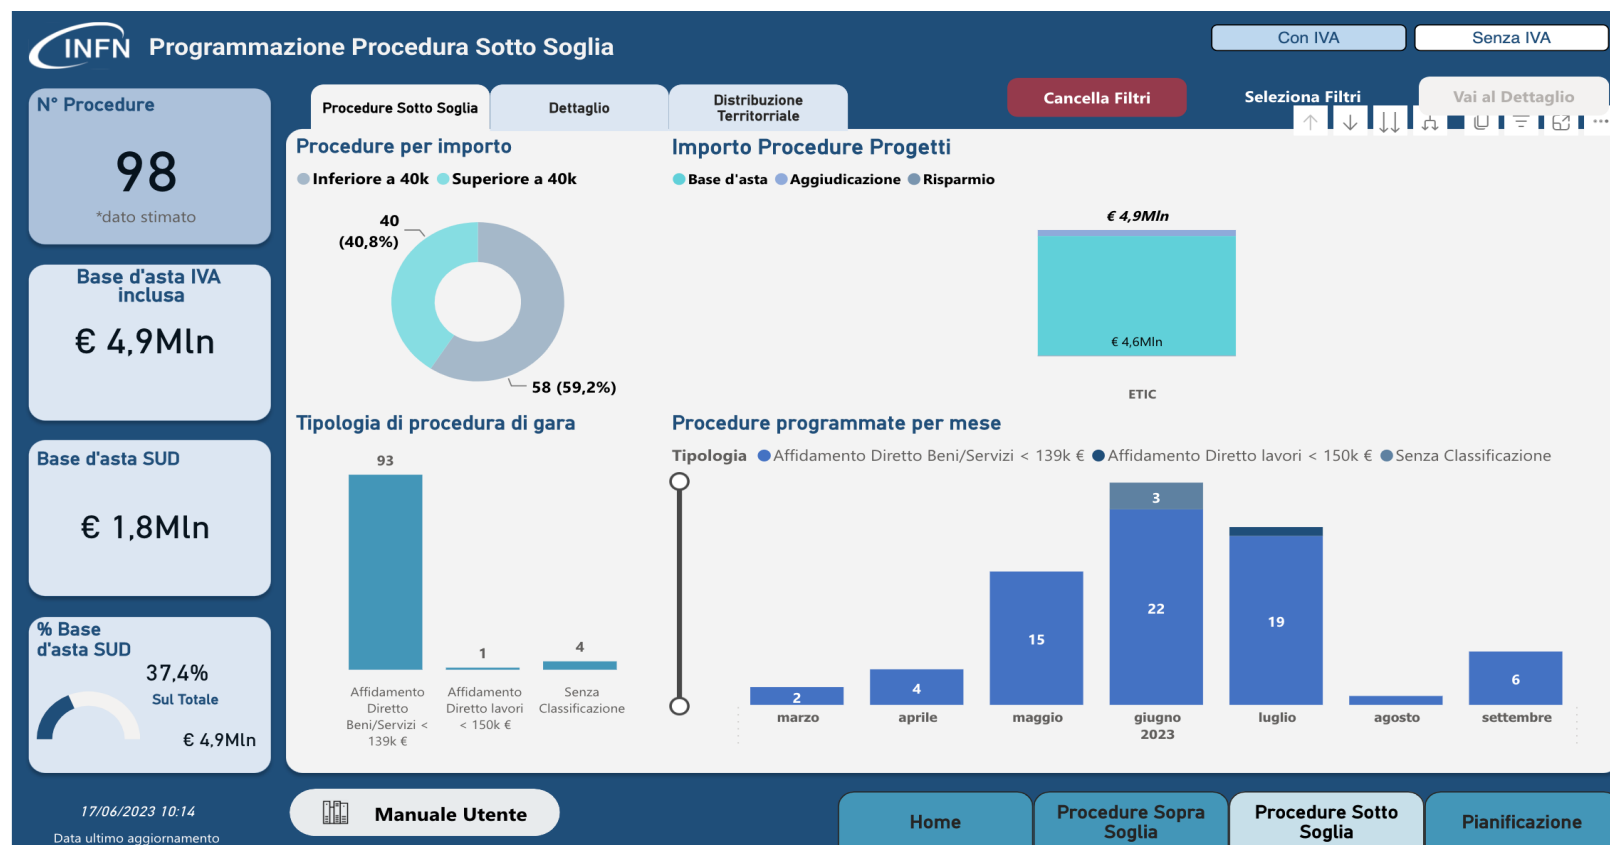 INFN
Programmazione Procedura Sotto Soglia
Con IVA
Senza IVA
N° Procedure
98
*dato stimato
Base d'asta IVA
inclusa
€ 4,9Mln
Base d'asta SUD
€ 1,8Mln
% Base
d'asta SUD
37,4%
Sul Totale
€ 4,9Mln
17/06/2023 10:14
Data ultimo aggiornamento
Procedure Sotto Soglia
Dettaglio
Distribuzione
Territorriale
Cancella Filtri
Seleziona Filtri
Vai al Dettaglio
Procedure per importo
Inferiore a 40k
Superiore a 40k
40
(40,8%)
58 (59,2%)
Importo Procedure Progetti
Base d'asta
Aggiudicazione
Risparmio
€ 4,9Mln
€ 4,6Mln
ETIC
Tipologia di procedura di gara
93
1
4
Affidamento
Diretto
Beni/Servizi <
139k €
Affidamento
Diretto lavori
< 150k €
Senza
Classificazione
Procedure programmate per mese
Tipologia
Affidamento Diretto Beni/Servizi < 139k €
Affidamento Diretto lavori < 150k €
Senza Classificazione
2
4
15
3
22
19
6
marzo
aprile
maggio
giugno
luglio
agosto
settembre
2023
Manuale Utente
Home
Procedure Sopra
Soglia
Procedure Sotto
Soglia
Pianificazione